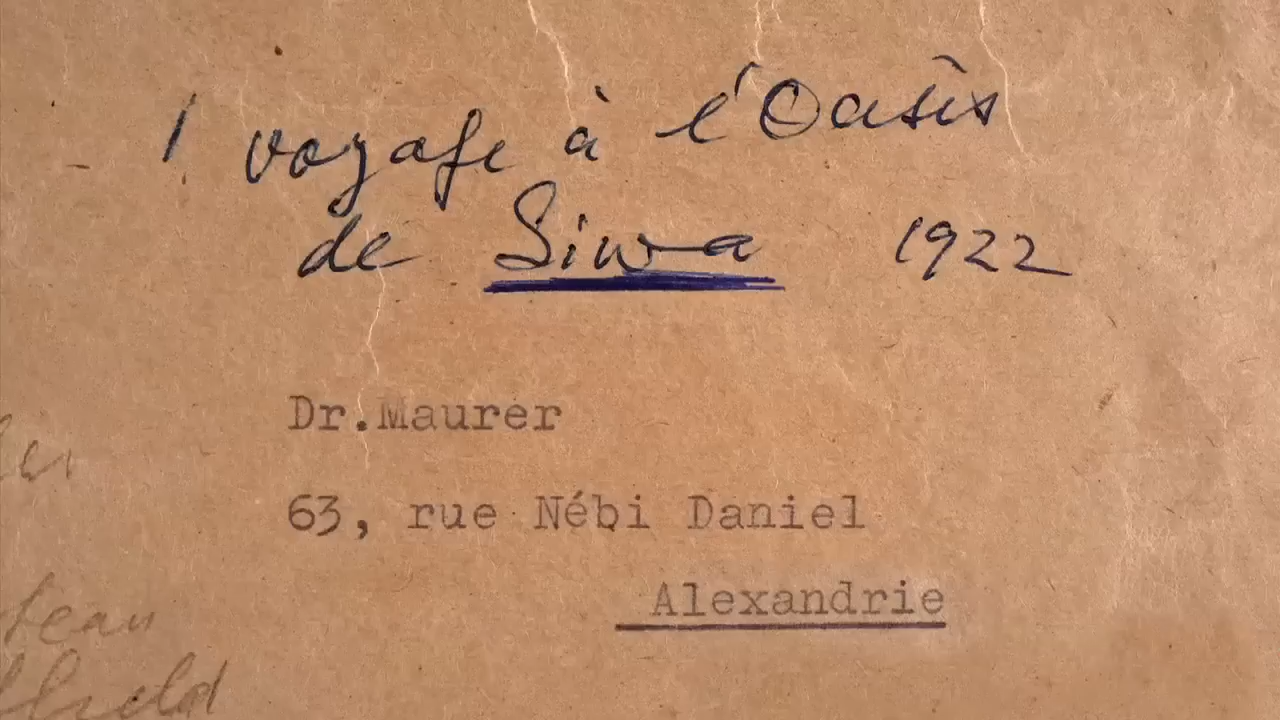 1 voyage à l'Oasis
de Siwa 1922
Dr.Maurer
63, rue Nébi Daniel
Alexandrie